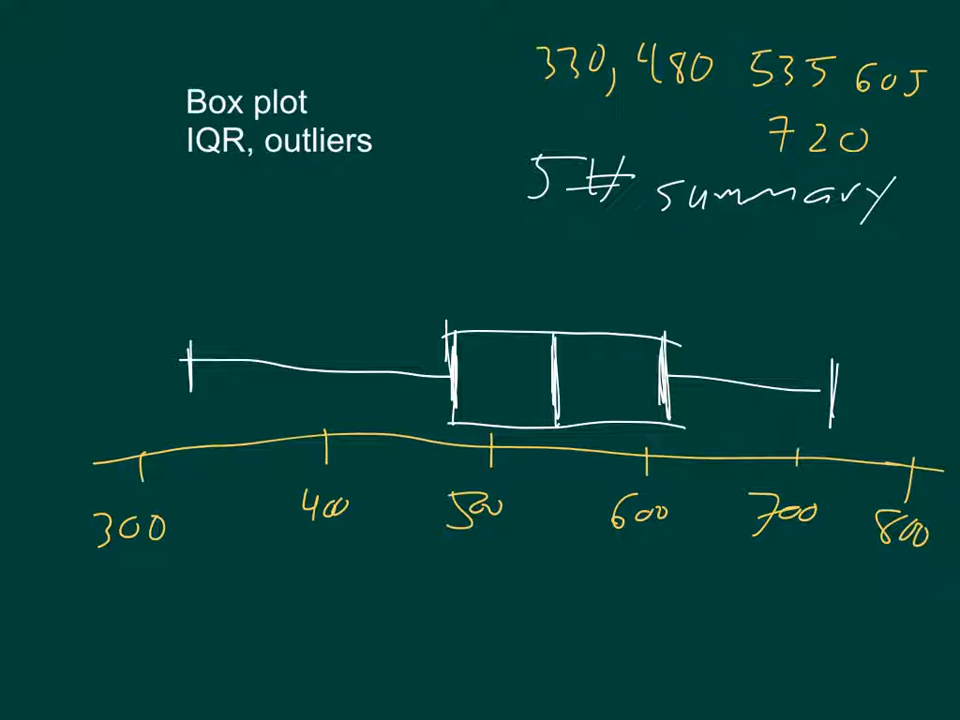 330, 480 535 605
720
Box plot
IQR, outliers
5# summary
300 400 500 600 700 800